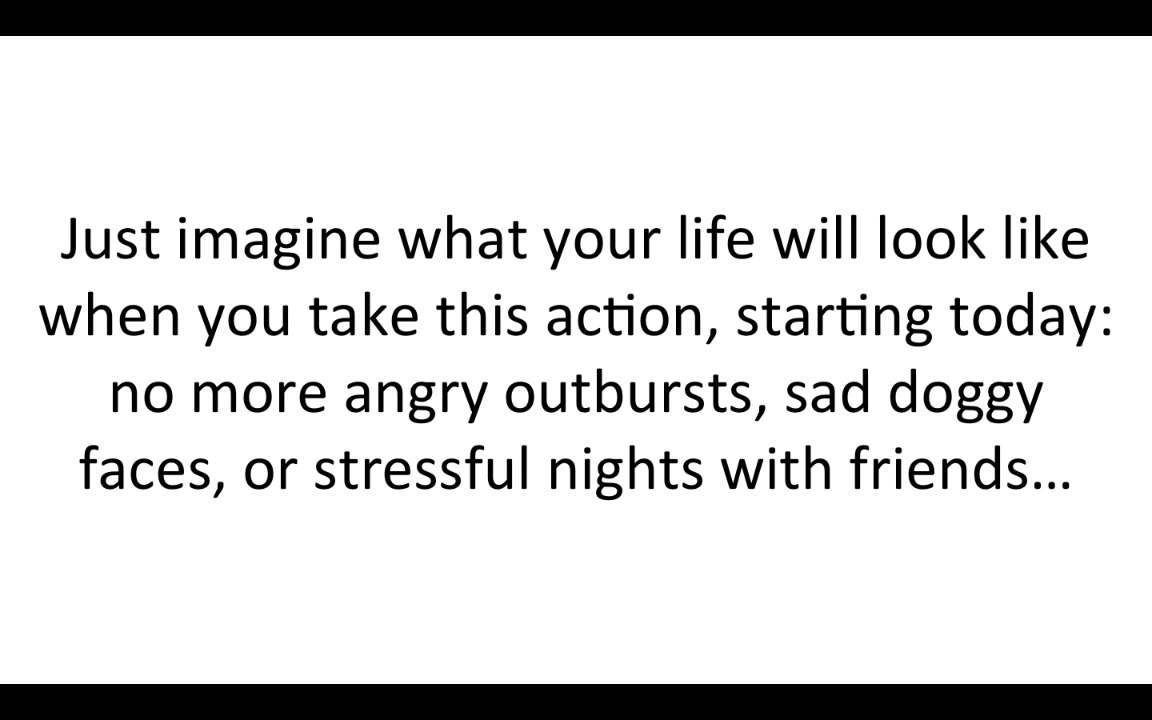 Just imagine what your life will look like
when you take this action, starting today:
no more angry outbursts, sad doggy
faces, or stressful nights with friends…